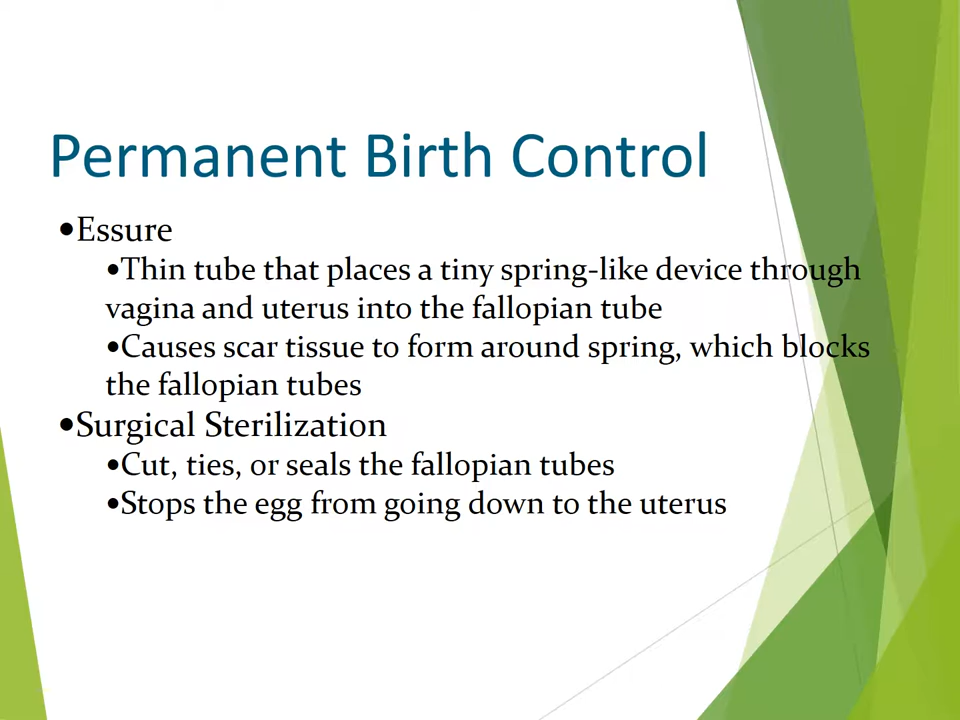 Permanent Birth Control
•Essure
•Thin tube that places a tiny spring-like device through
vagina and uterus into the fallopian tube
•Causes scar tissue to form around spring, which blocks
the fallopian tubes
•Surgical Sterilization
•Cut, ties, or seals the fallopian tubes
•Stops the egg from going down to the uterus